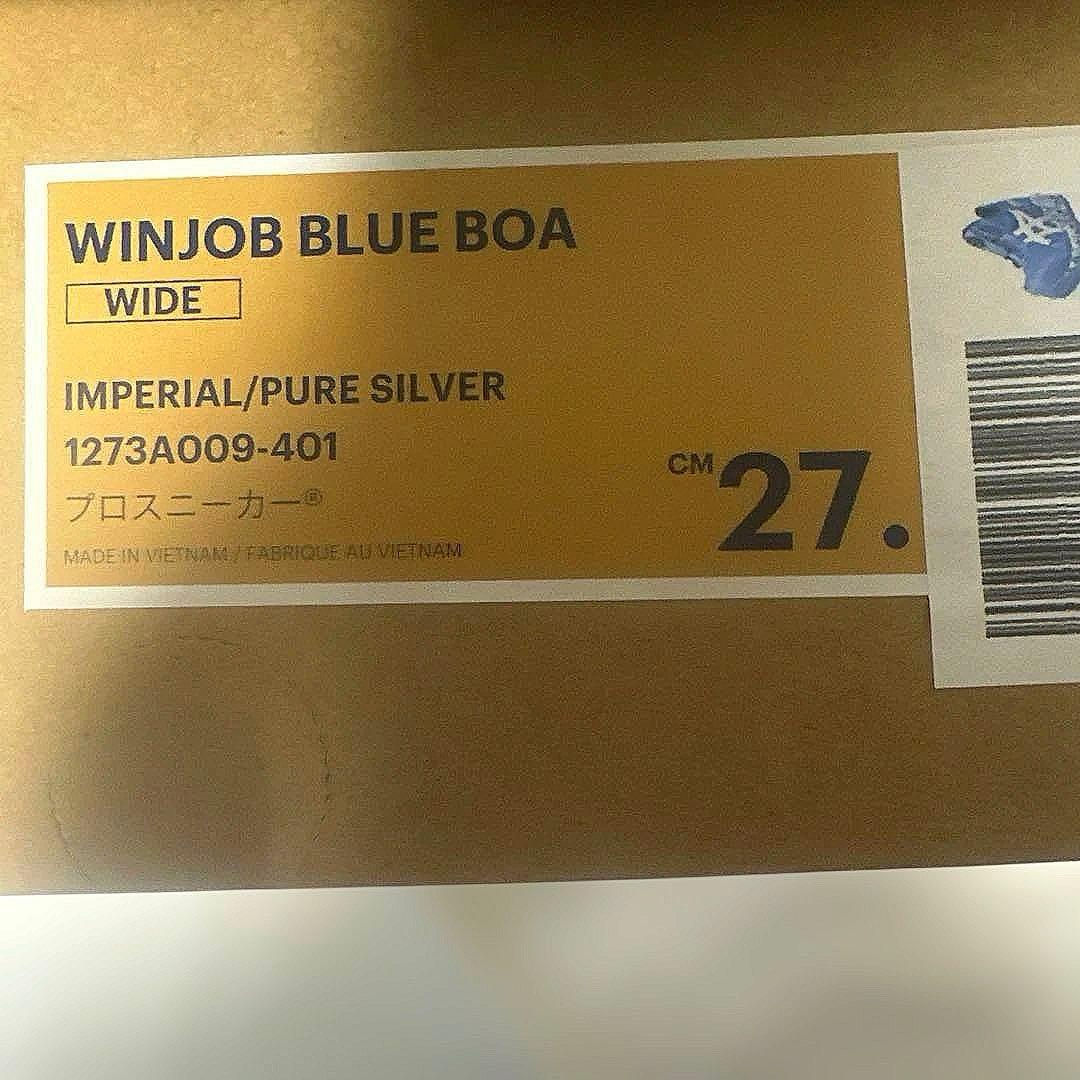 WINJOB BLUE BOA
WIDE
IMPERIAL/PURE SILVER
1273A009-401
プロスニーカー®
MADE IN VIETNAM / FABRIQUE AU VIETNAM
CM 27.